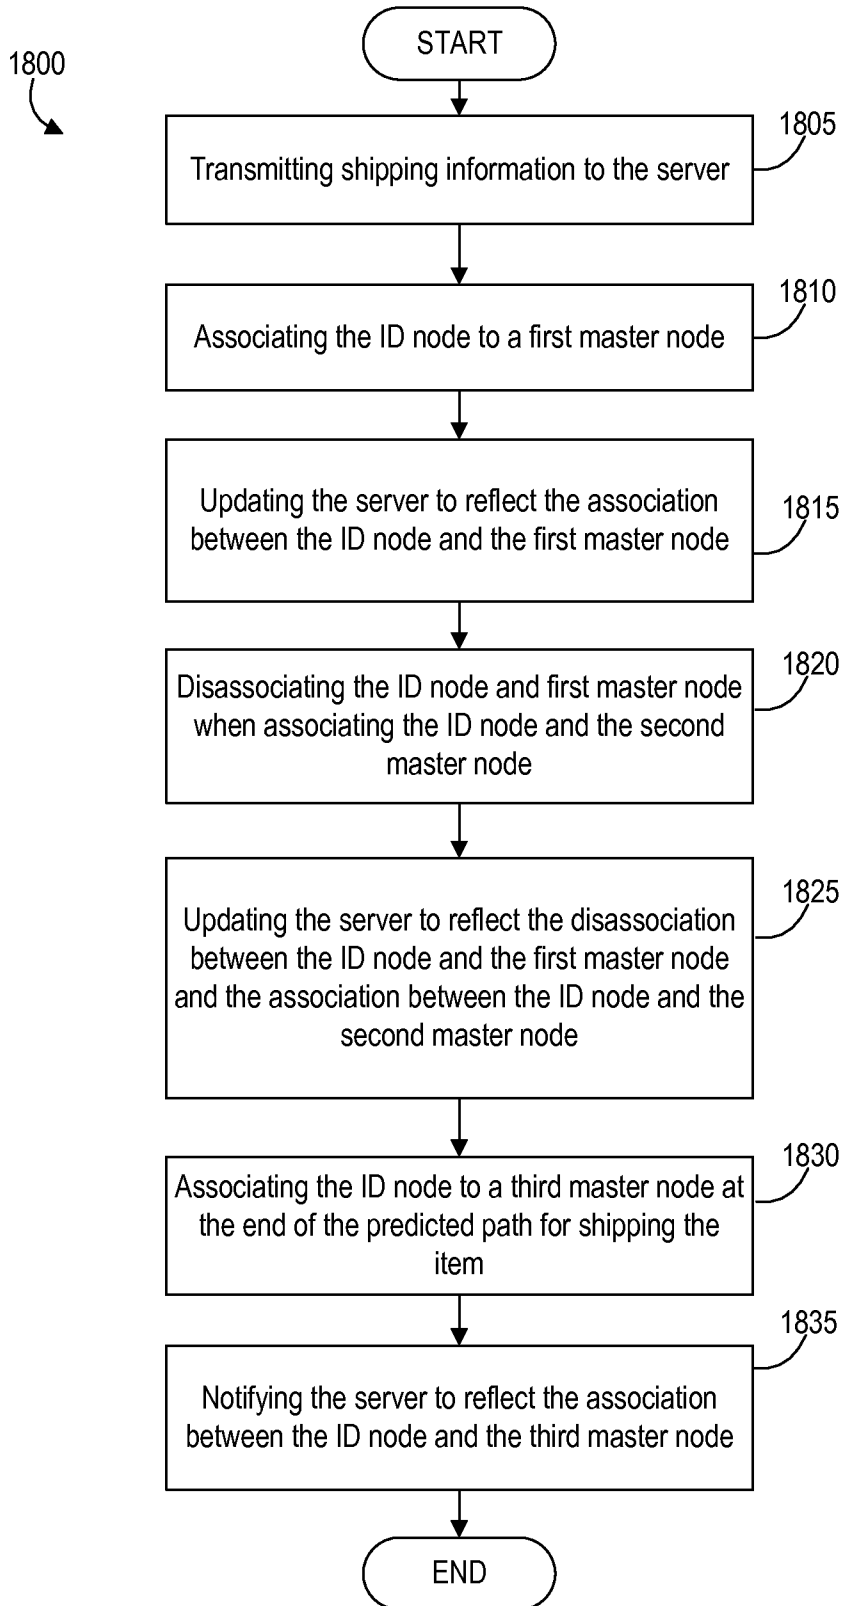 START
1800
1805
Transmitting shipping information to the server
1810
Associating the ID node to a first master node
Updating the server to reflect the association
between the ID node and the first master node
1815
1820
Disassociating the ID node and first master node
when associating the ID node and the second
master node
1825
Updating the server to reflect the disassociation
between the ID node and the first master node
and the association between the ID node and the
second master node
1830
Associating the ID node to a third master node at
the end of the predicted path for shipping the
item
1835
Notifying the server to reflect the association
between the ID node and the third master node
END